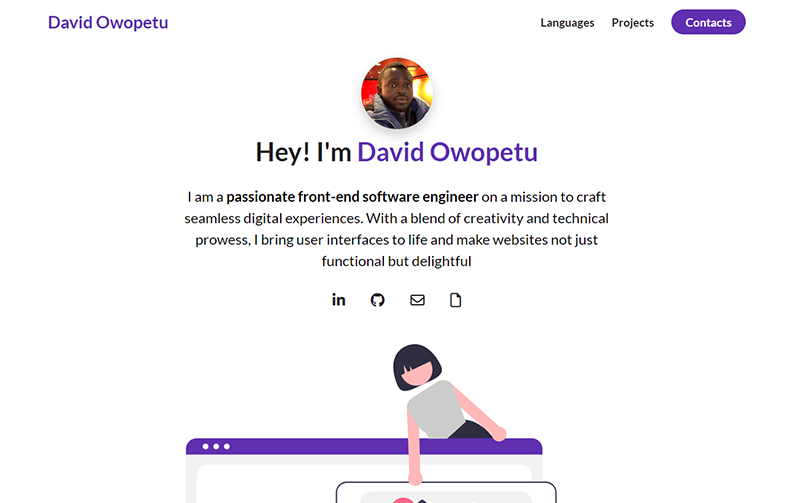 David Owopetu
Languages Projects Contacts
Hey! I'm David Owopetu
I am a passionate front-end software engineer on a mission to craft
seamless digital experiences. With a blend of creativity and technical
prowess, I bring user interfaces to life and make websites not just
functional but delightful
in